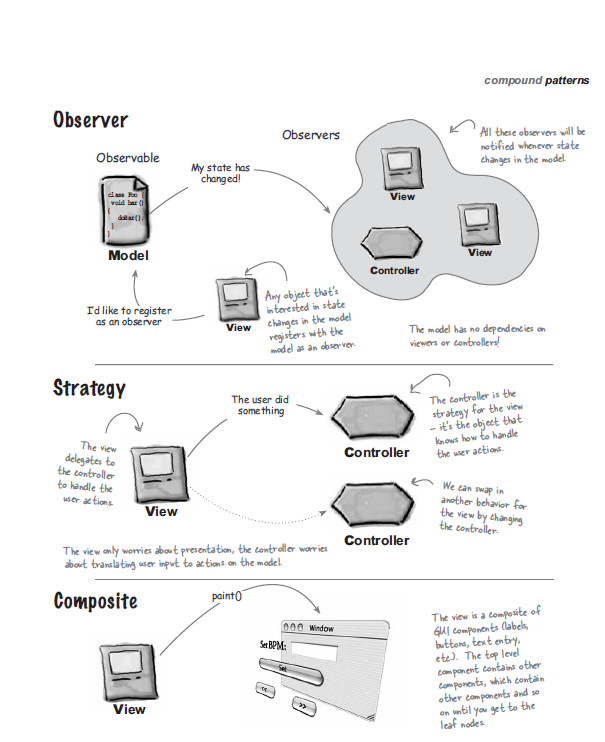 compound patterns
Observer
Observers
All these observers will be
notified whenever state
changes in the model.
Observable
My state has
changed!
class Foo {
void bar()
{
doBar();
}
}
Model
View
View
Controller
I'd like to register
as an observer
View
Any object that's
interested in state
changes in the model
registers with the
model as an observer.
The model has no dependencies on
viewers or controllers!
Strategy
The user did
something
The view
delegates to
the controller
to handle the
user actions.
View
Controller
The controller is the
strategy for the view
– it's the object that
knows how to handle
the user actions.
Controller
We can swap in
another behavior for
the view by changing
the controller.
The view only worries about presentation, the controller worries
about translating user input to actions on the model.
Composite
paint()
View
Window
Set BPM:
Set
<<
>>
The view is a composite of
GUI components (labels,
buttons, text entry,
etc.). The top level
component contains other
components, which contain
other components and so
on until you get to the
leaf nodes.